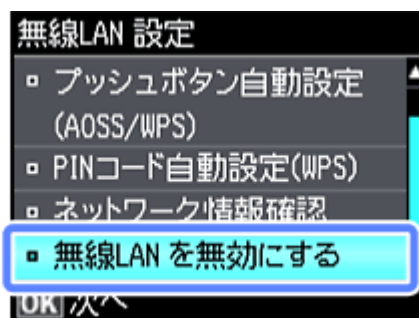 無線LAN 設定
▫ プッシュボタン自動設定
(AOSS/WPS)
▫ PINコード自動設定(WPS)
▫ ネットワーク情報確認
▫ 無線LAN を無効にする
OK 次へ